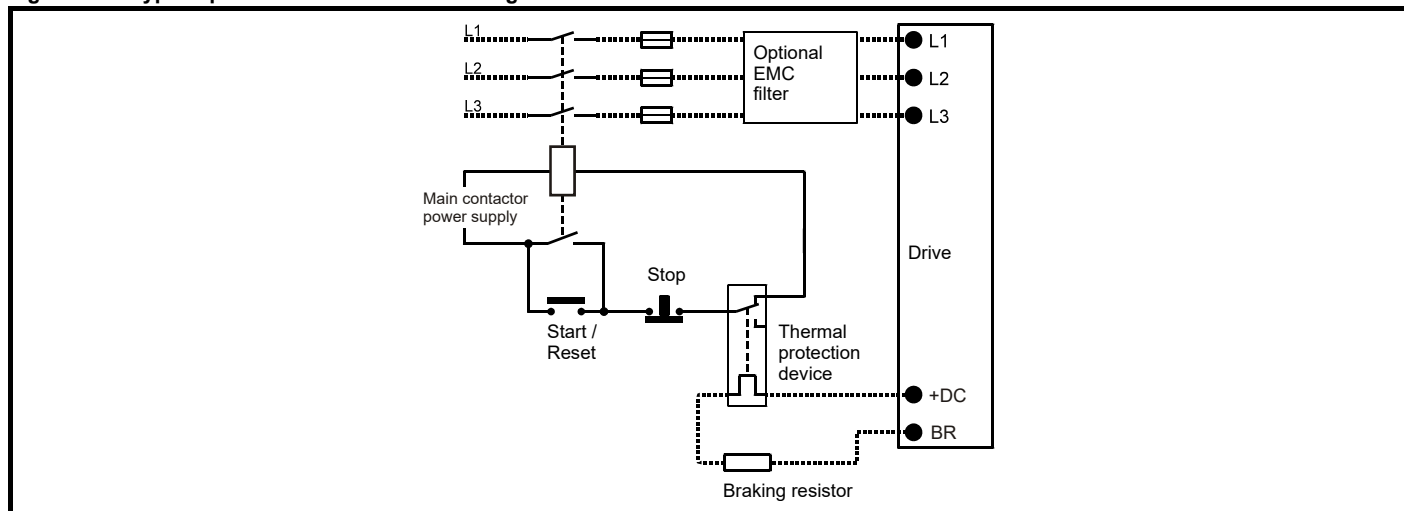 L1
L2
L3
Optional
EMC
filter
L1
L2
L3
Main contactor
power supply
Drive
Stop
Start /
Reset
Thermal
protection
device
+DC
BR
Braking resistor